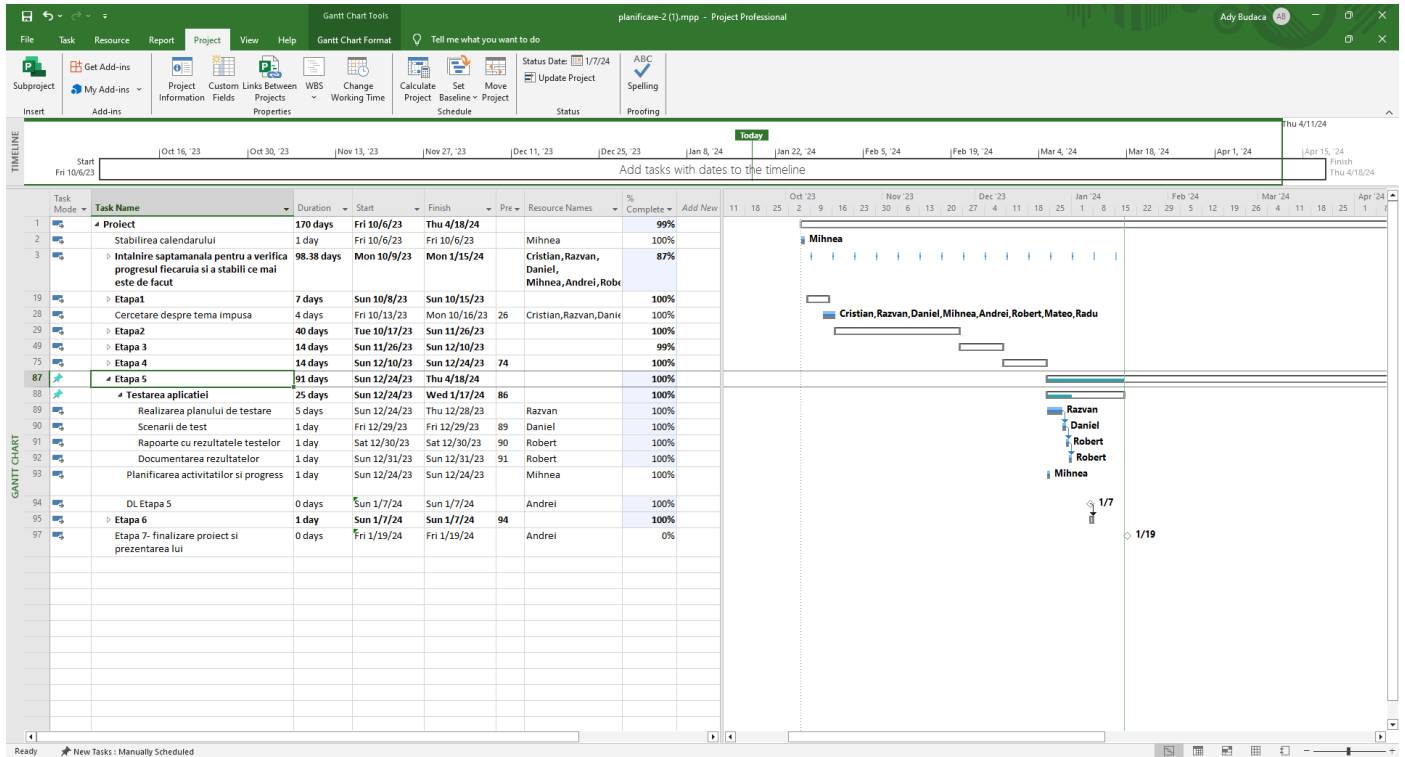 Gantt Chart Tools
planificare-2 (1).mpp - Project Professional
Ady Budaca AB
File Task Resource Report Project View Help Gantt Chart Format Tell me what you want to do
Subproject
Get Add-ins
My Add-ins
Project Information
Custom Fields
Links Between Projects
WBS
Change Working Time
Calculate Project
Set Baseline
Move Project
Status Date: 1/7/24
Update Project
ABC
Spelling
Insert Add-ins Properties Schedule Status Proofing
TIMELINE
Thu 4/11/24
Today
Oct 16, '23 Oct 30, '23 Nov 13, '23 Nov 27, '23 Dec 11, '23 Dec 25, '23 Jan 8, '24 Jan 22, '24 Feb 5, '24 Feb 19, '24 Mar 4, '24 Mar 18, '24 Apr 1, '24 Apr 15, '24
Start
Fri 10/6/23
Add tasks with dates to the timeline
Finish
Thu 4/18/24
GANTT CHART
Task Mode Task Name Duration Start Finish Pre Resource Names % Complete Add New
1 Proiect 170 days Fri 10/6/23 Thu 4/18/24 99%
2 Stabilirea calendarului 1 day Fri 10/6/23 Fri 10/6/23 Mihnea 100%
3 Intalnire saptamanala pentru a verifica 98.38 days Mon 10/9/23 Mon 1/15/24 Cristian,Razvan, 87%
progresul fiecaruia si a stabili ce mai Daniel,
este de facut Mihnea,Andrei,Robe
19 Etapa1 7 days Sun 10/8/23 Sun 10/15/23 100%
28 Cercetare despre tema impusa 4 days Fri 10/13/23 Mon 10/16/23 26 Cristian,Razvan,Danie 100%
29 Etapa2 40 days Tue 10/17/23 Sun 11/26/23 100%
49 Etapa 3 14 days Sun 11/26/23 Sun 12/10/23 99%
75 Etapa 4 14 days Sun 12/10/23 Sun 12/24/23 74 100%
87 Etapa 5 91 days Sun 12/24/23 Thu 4/18/24 100%
88 Testarea aplicatiei 25 days Sun 12/24/23 Wed 1/17/24 86 100%
89 Realizarea planului de testare 5 days Sun 12/24/23 Thu 12/28/23 Razvan 100%
90 Scenarii de test 1 day Fri 12/29/23 Fri 12/29/23 89 Daniel 100%
91 Rapoarte cu rezultatele testelor 1 day Sat 12/30/23 Sat 12/30/23 90 Robert 100%
92 Documentarea rezultatelor 1 day Sun 12/31/23 Sun 12/31/23 91 Robert 100%
93 Planificarea activitatilor si progress 1 day Sun 12/24/23 Sun 12/24/23 Mihnea 100%
94 DL Etapa 5 0 days Sun 1/7/24 Sun 1/7/24 Andrei 100%
95 Etapa 6 1 day Sun 1/7/24 Sun 1/7/24 94 100%
97 Etapa 7- finalizare proiect si 0 days Fri 1/19/24 Fri 1/19/24 Andrei 0%
prezentarea lui
Oct '23 Nov '23 Dec '23 Jan '24 Feb '24 Mar '24 Apr '24
11 18 25 2 9 16 23 30 6 13 20 27 4 11 18 25 1 8 15 22 29 5 12 19 26 4 11 18 25 1
Mihnea
Cristian,Razvan,Daniel,Mihnea,Andrei,Robert,Mateo,Radu
Razvan
Daniel
Robert
Robert
Mihnea
1/7
1/19
Ready New Tasks : Manually Scheduled